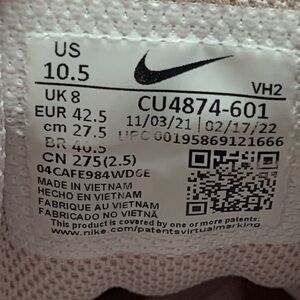 US
10.5
VH2
UK 8
EUR 42.5
cm 27.5
BR 40.5
CN 275(2.5)
CU4874-601
11/03/21 02/17/22
UPC 00195869121666
04CAFE984WD6E
MADE IN VIETNAM
HECHO EN VIETNAM
FABRIQUE AU VIETNAM
FABRICADO NO VIETNÃ
This product is covered by one or more patents:
www.nike.com/patentsvirtualmarking